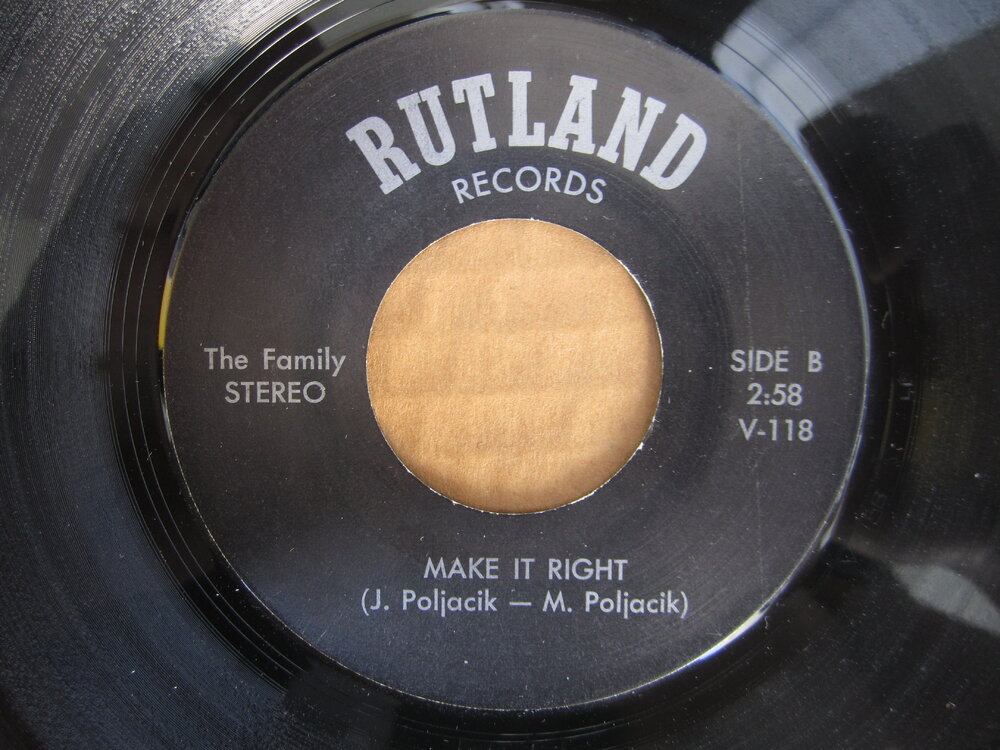 RUTLAND
RECORDS
The Family
STEREO
SIDE B
2:58
V-118
MAKE IT RIGHT
(J. Poljacik — M. Poljacik)